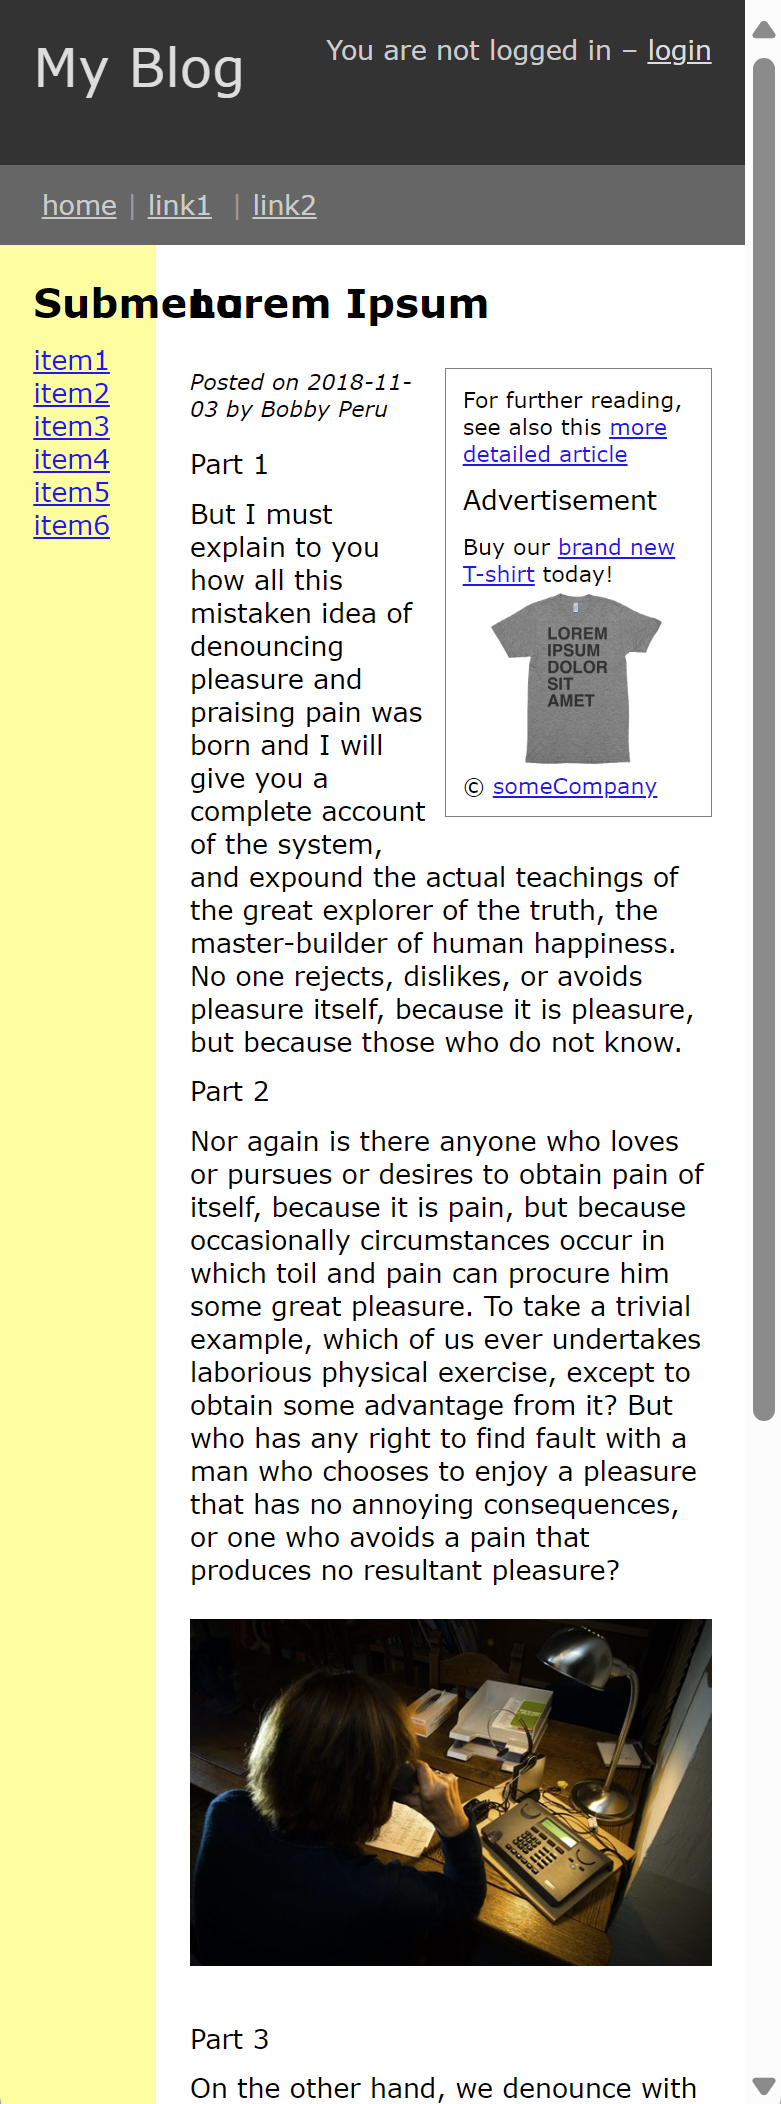 My Blog
You are not logged in – login
home | link1 | link2
Submenu
item1
item2
item3
item4
item5
item6
Lorem Ipsum
Posted on 2018-11-
03 by Bobby Peru
For further reading,
see also this more
detailed article
Advertisement
Buy our brand new
T-shirt today!
LOREM
IPSUM
DOLOR
SIT
AMET
© someCompany
Part 1
But I must
explain to you
how all this
mistaken idea of
denouncing
pleasure and
praising pain was
born and I will
give you a
complete account
of the system,
and expound the actual teachings of
the great explorer of the truth, the
master-builder of human happiness.
No one rejects, dislikes, or avoids
pleasure itself, because it is pleasure,
but because those who do not know.
Part 2
Nor again is there anyone who loves
or pursues or desires to obtain pain of
itself, because it is pain, but because
occasionally circumstances occur in
which toil and pain can procure him
some great pleasure. To take a trivial
example, which of us ever undertakes
laborious physical exercise, except to
obtain some advantage from it? But
who has any right to find fault with a
man who chooses to enjoy a pleasure
that has no annoying consequences,
or one who avoids a pain that
produces no resultant pleasure?
Part 3
On the other hand, we denounce with